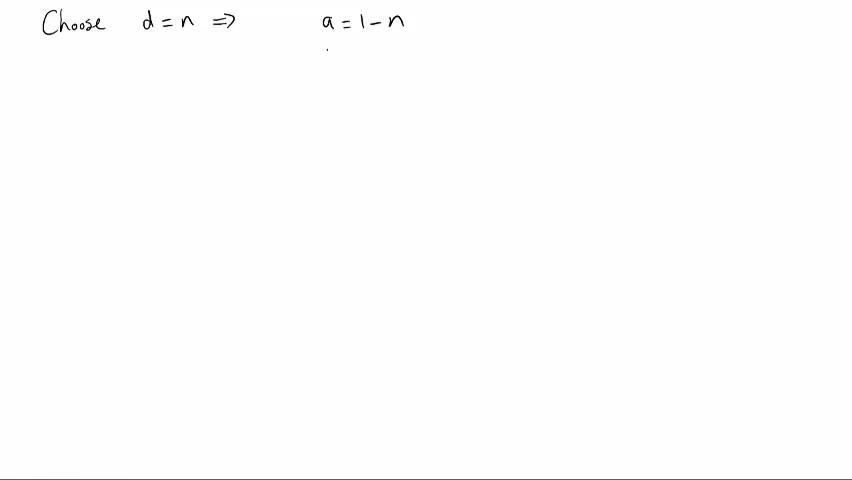 Choose d = n ⇒ a = 1 - n